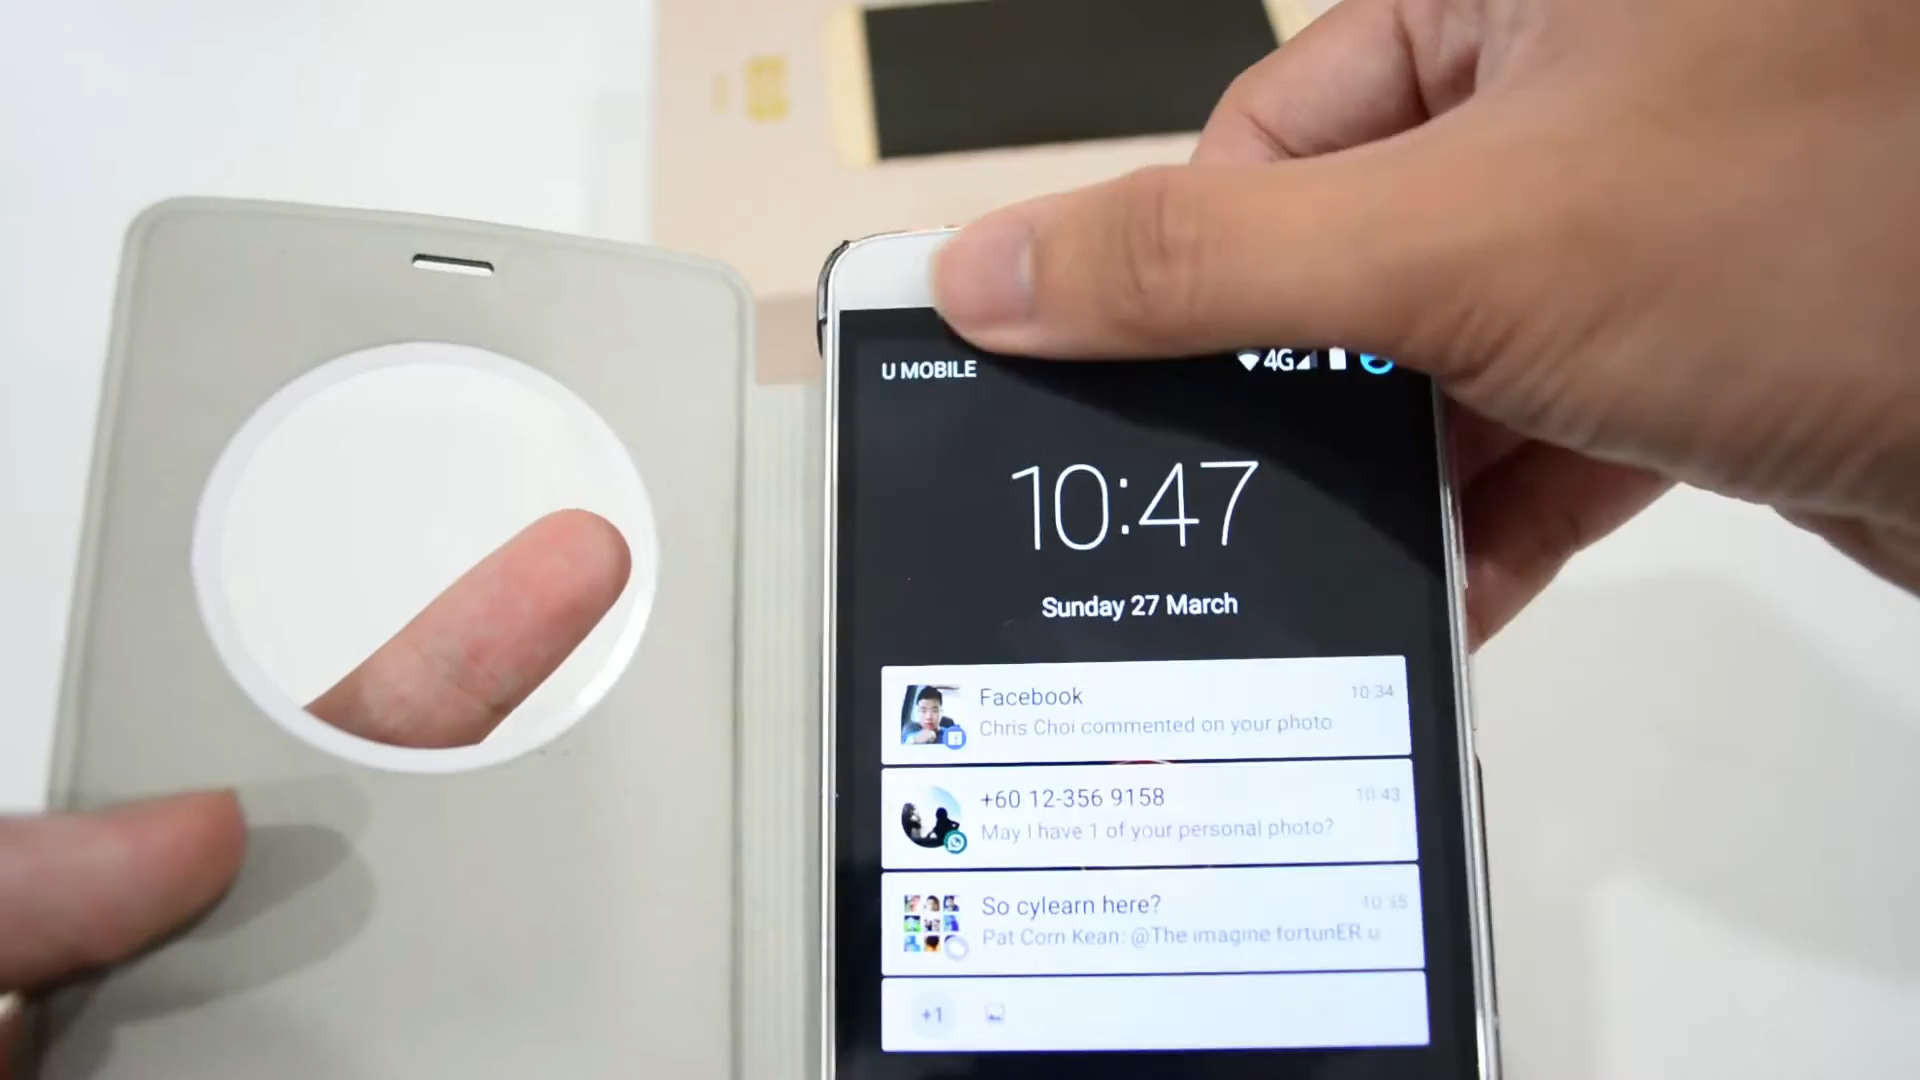 U MOBILE
4G
10:47
Sunday 27 March
Facebook
10:34
Chris Choi commented on your photo
+60 12-356 9158
10:43
May I have 1 of your personal photo?
So cylearn here?
10:35
Pat Corn Kean: @The imagine fortunER u
+1